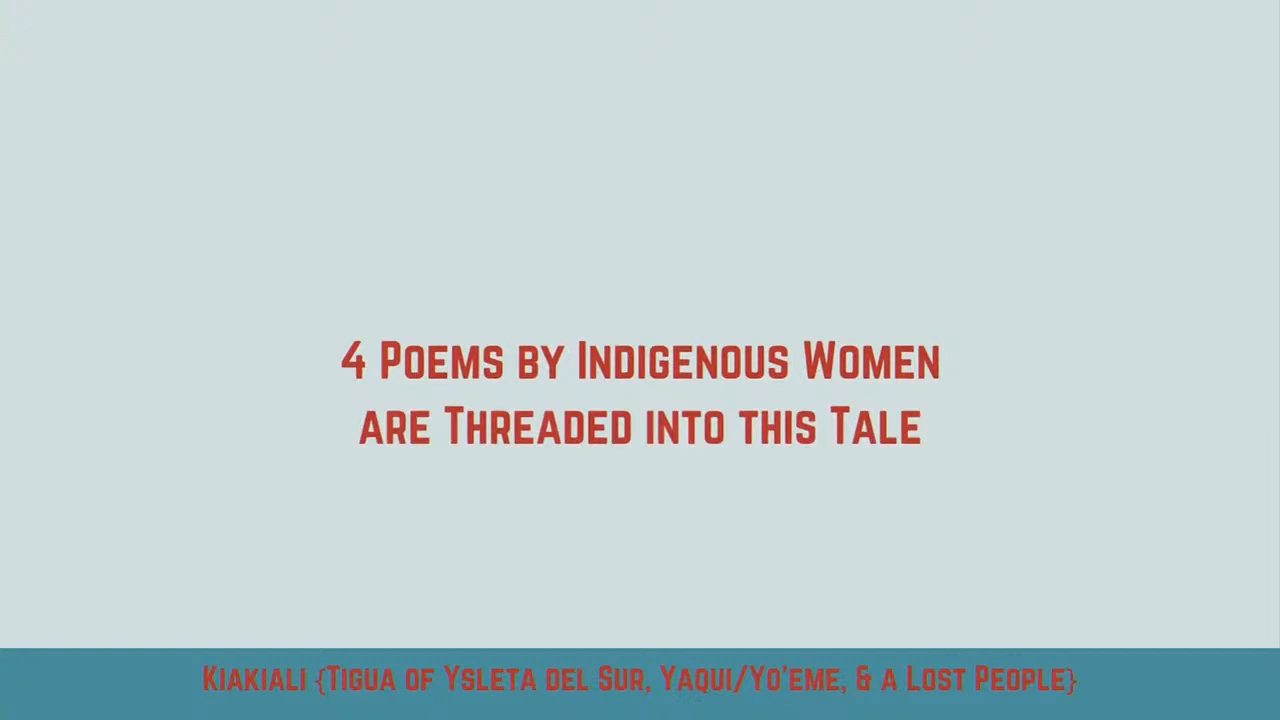 4 Poems by Indigenous Women
are Threaded into this Tale
Kiakiali {Tigua of Ysleta del Sur, Yaqui/Yo'eme, & a Lost People}